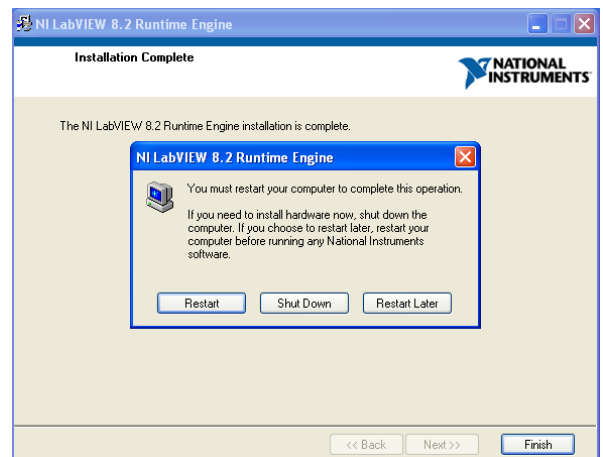 NI LabVIEW 8.2 Runtime Engine
Installation Complete
NATIONAL
INSTRUMENTS
The NI LabVIEW 8.2 Runtime Engine installation is complete.
NI LabVIEW 8.2 Runtime Engine
You must restart your computer to complete this operation.
If you need to install hardware now, shut down the
computer. If you choose to restart later, restart your
computer before running any National Instruments
software.
Restart
Shut Down
Restart Later
<< Back
Next >>
Finish